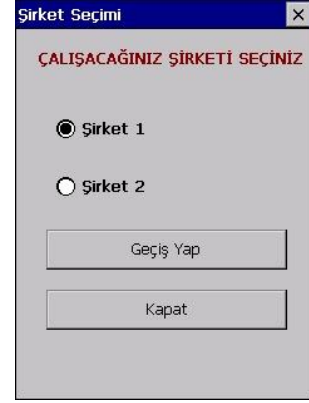 Şirket Seçimi
ÇALIŞACAĞINIZ ŞİRKETİ SEÇİNİZ
Şirket 1
Şirket 2
Geçiş Yap
Kapat